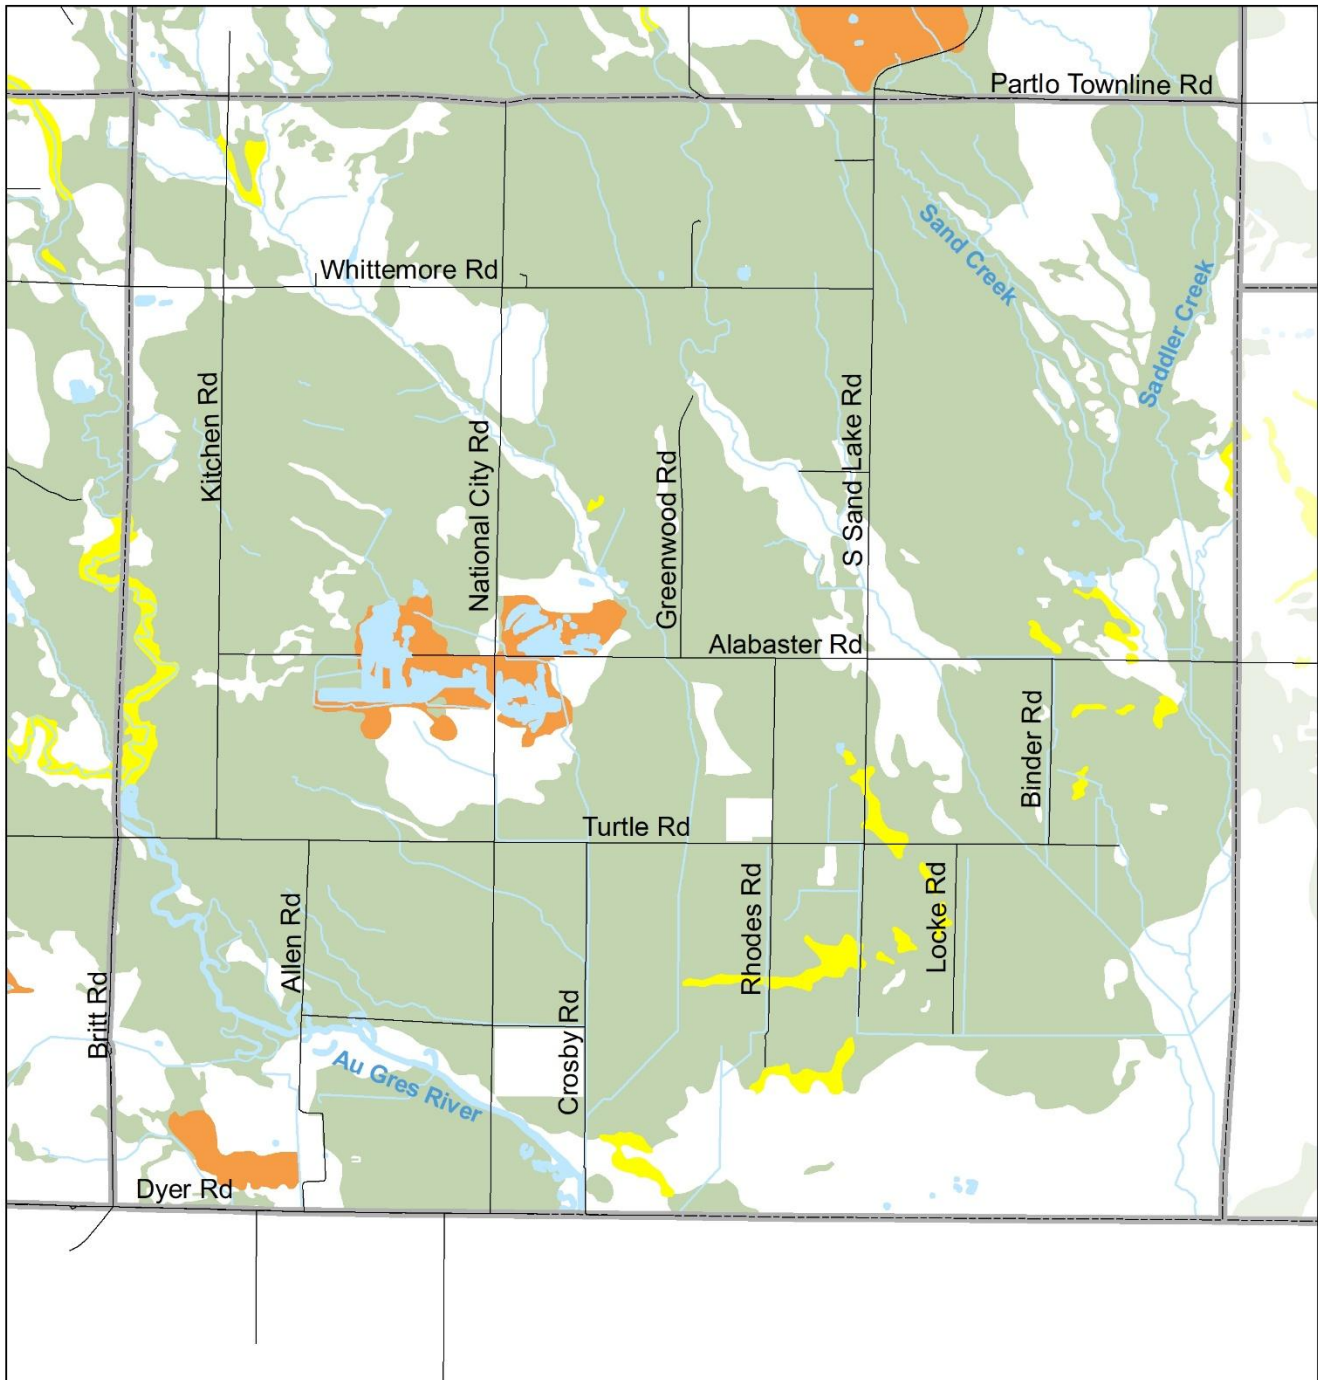 Partlo Townline Rd
Sand Creek
Whittemore Rd
Saddler Creek
Kitchen Rd
S Sand Lake Rd
National City Rd
Greenwood Rd
Alabaster Rd
Binder Rd
Turtle Rd
Allen Rd
Rhodes Rd
Locke Rd
Britt Rd
Crosby Rd
Au Gres River
Dyer Rd